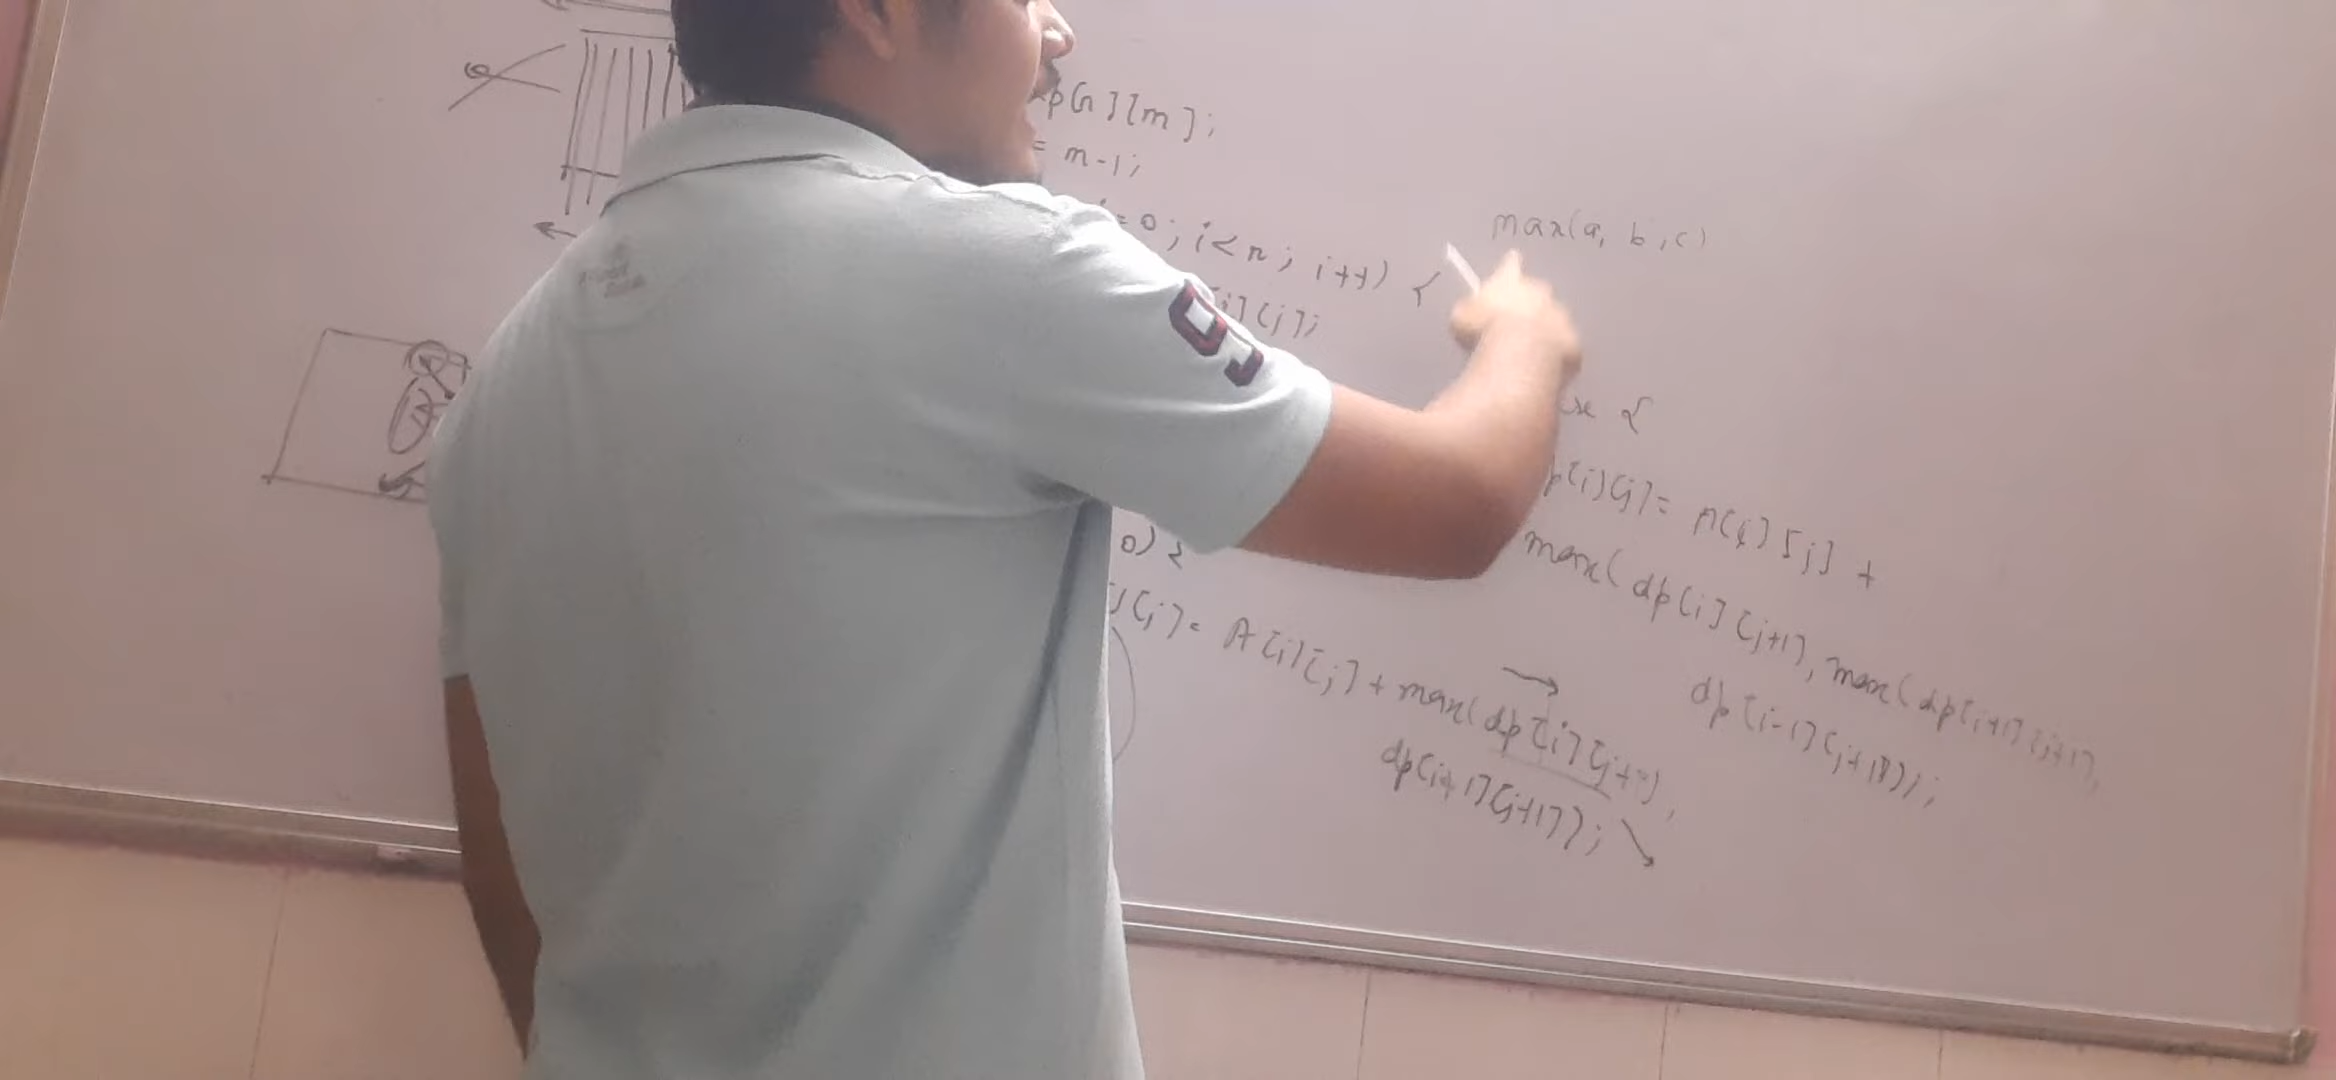 p[n][m];
= m-1;
i=0; i<n; i++) {
[i][j];
max(a, b, c)
se {
p[i][j] = A[i][j] +
max(dp[i][j+1], max(dp[i+1][j+1],
dp[i-1][j+1]));
0) {
][j] = A[i][j] + max(dp[i][j+1],
dp[i+1][j+1]);